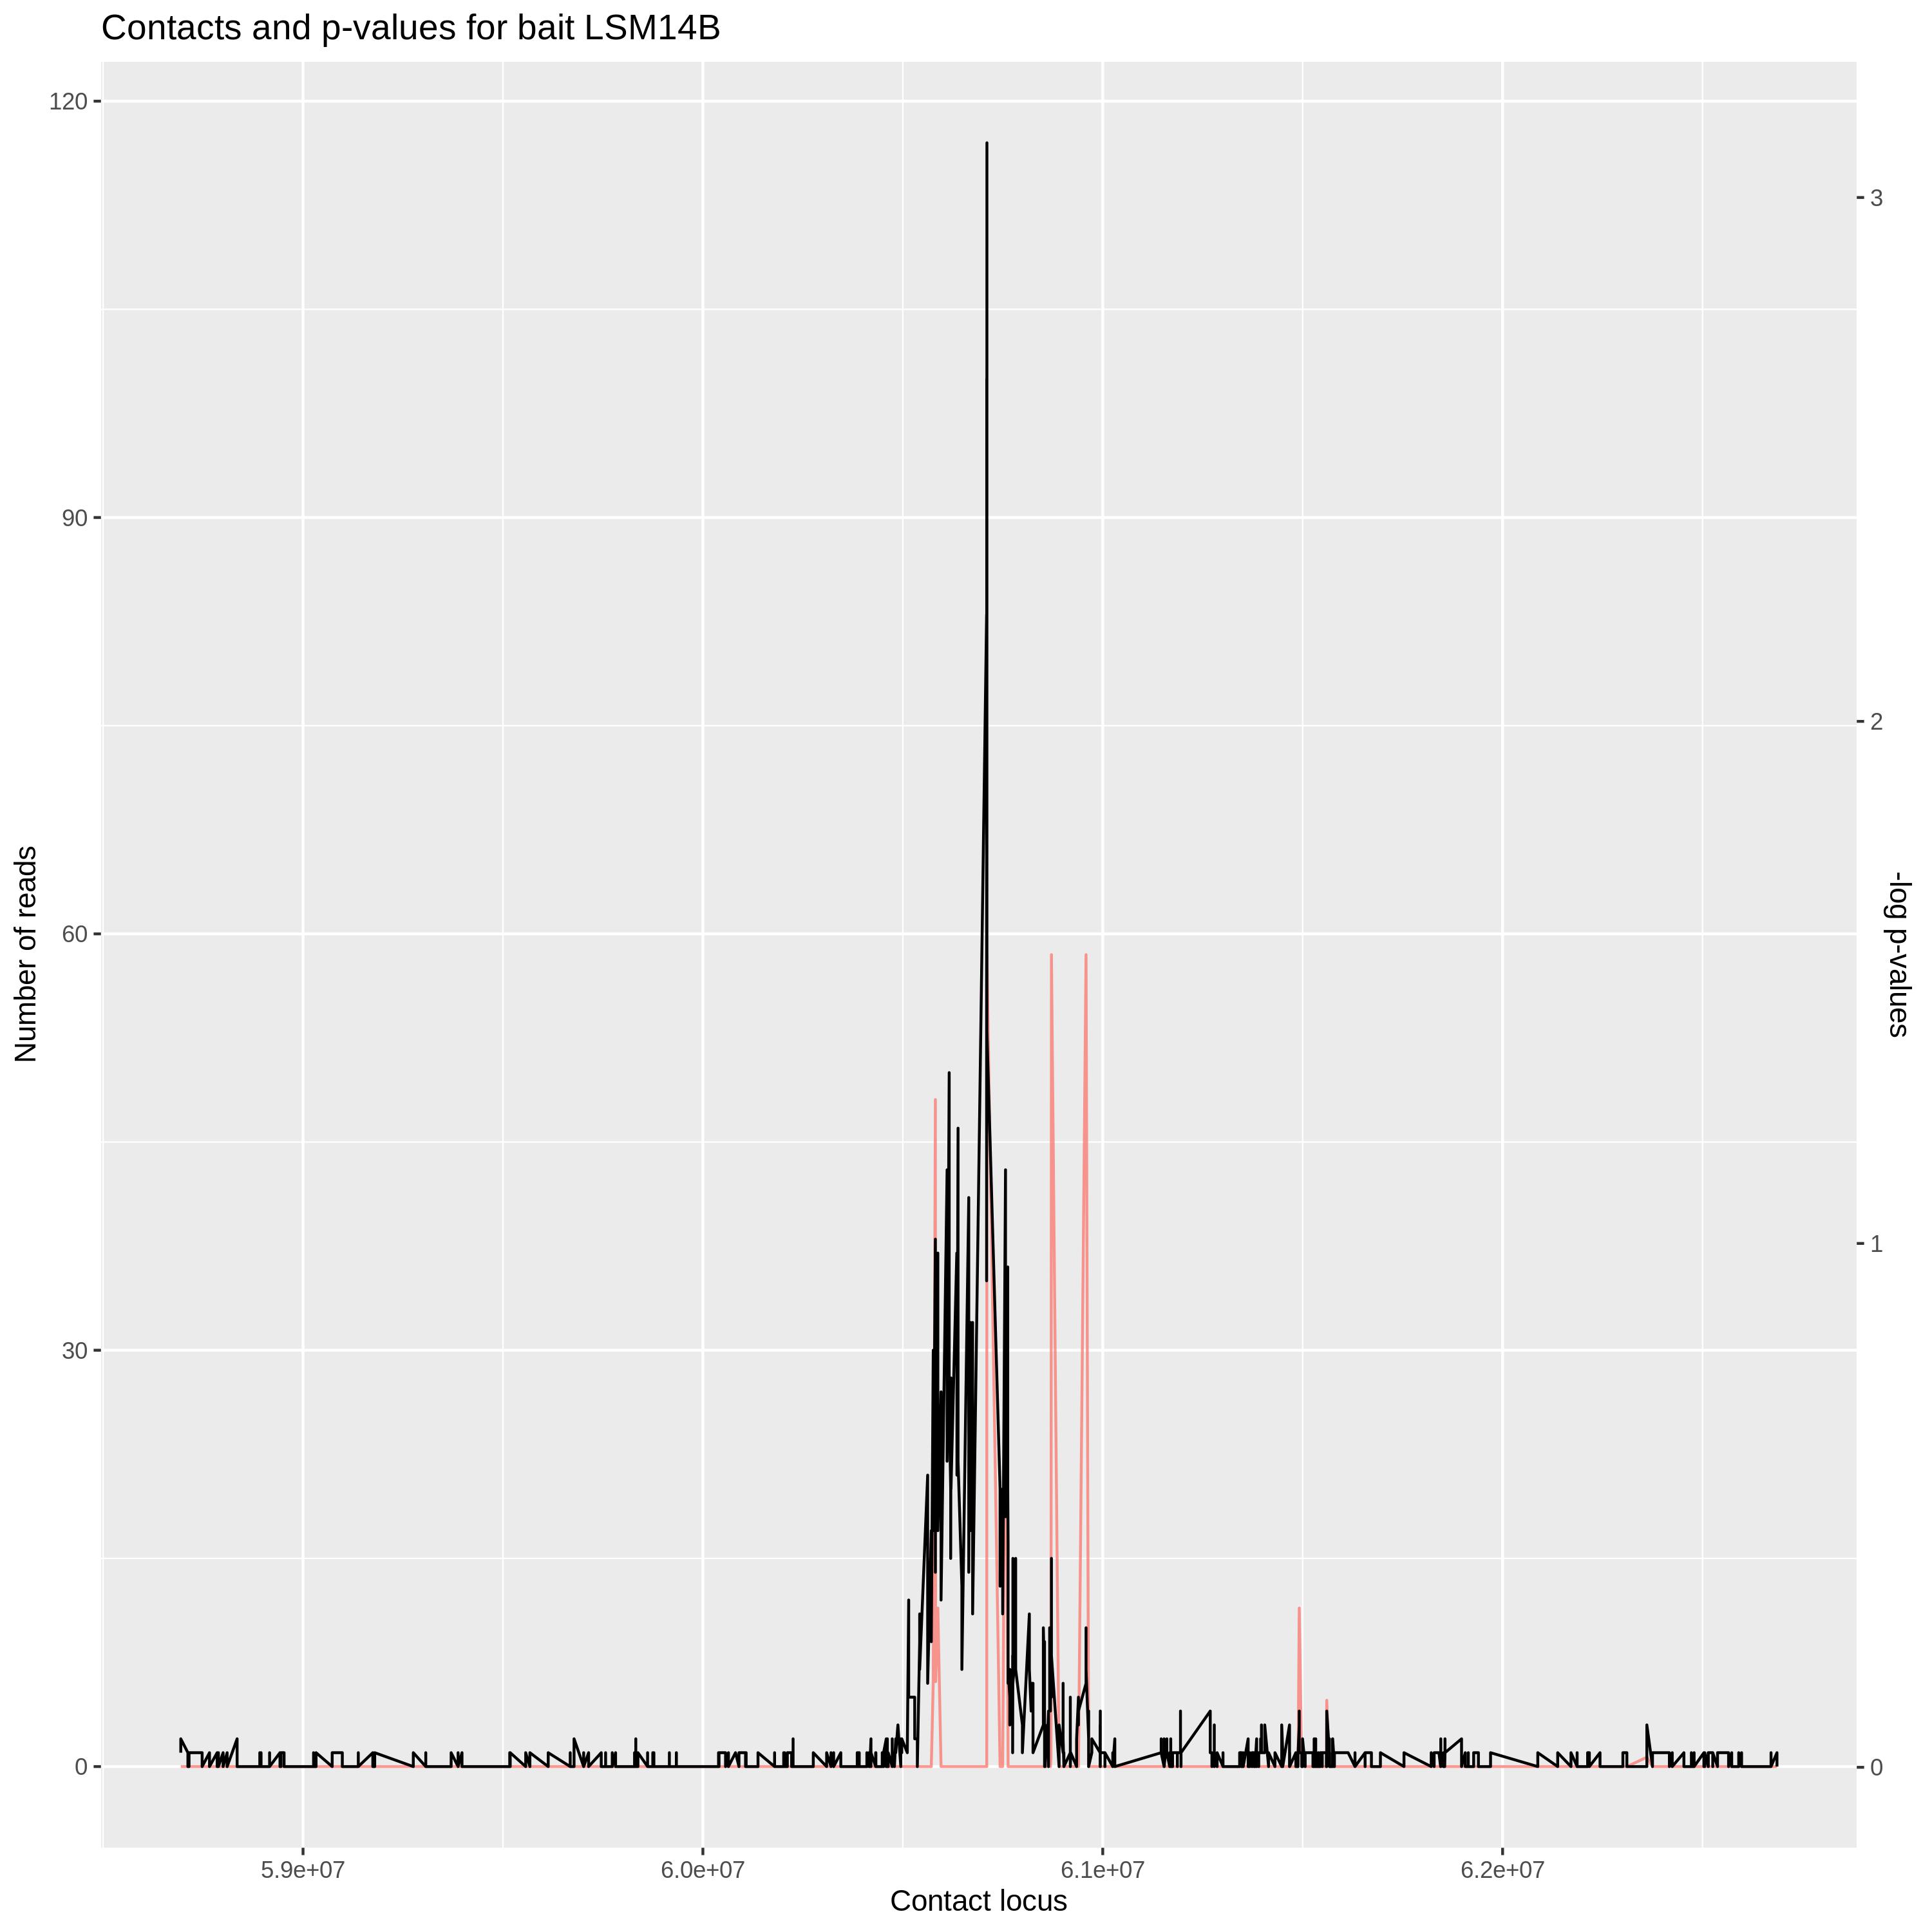 Contacts and p-values for bait LSM14B
120
90
60
30
0
Number of reads
3
2
1
0
-log p-values
5.9e+07 6.0e+07 6.1e+07 6.2e+07
Contact locus